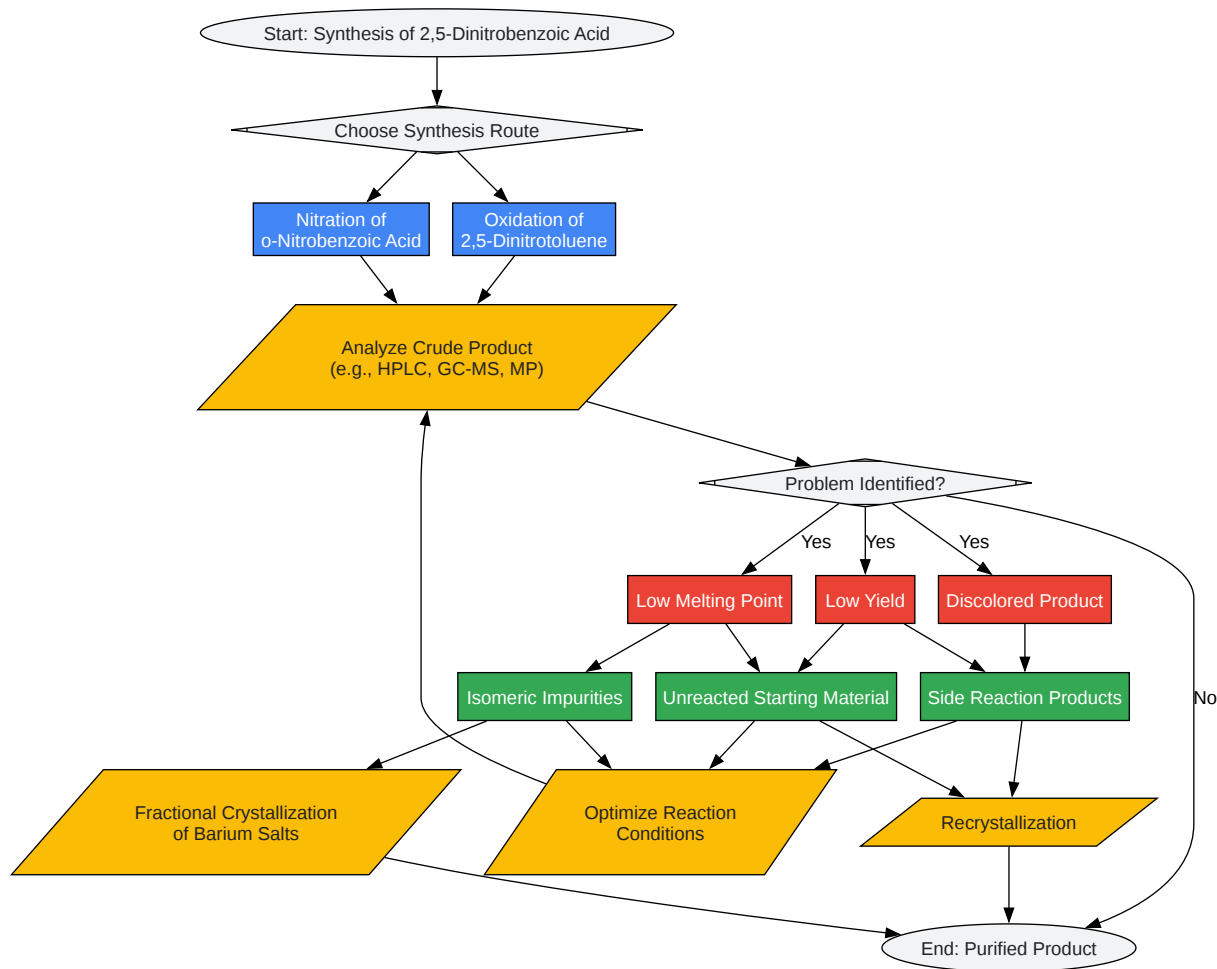 Start: Synthesis of 2,5-Dinitrobenzoic Acid
Choose Synthesis Route
Nitration of
o-Nitrobenzoic Acid
Oxidation of
2,5-Dinitrotoluene
Analyze Crude Product
(e.g., HPLC, GC-MS, MP)
Problem Identified?
Yes
Yes
Yes
Low Melting Point
Low Yield
Discolored Product
Isomeric Impurities
Unreacted Starting Material
Side Reaction Products
No
Fractional Crystallization
of Barium Salts
Optimize Reaction
Conditions
Recrystallization
End: Purified Product